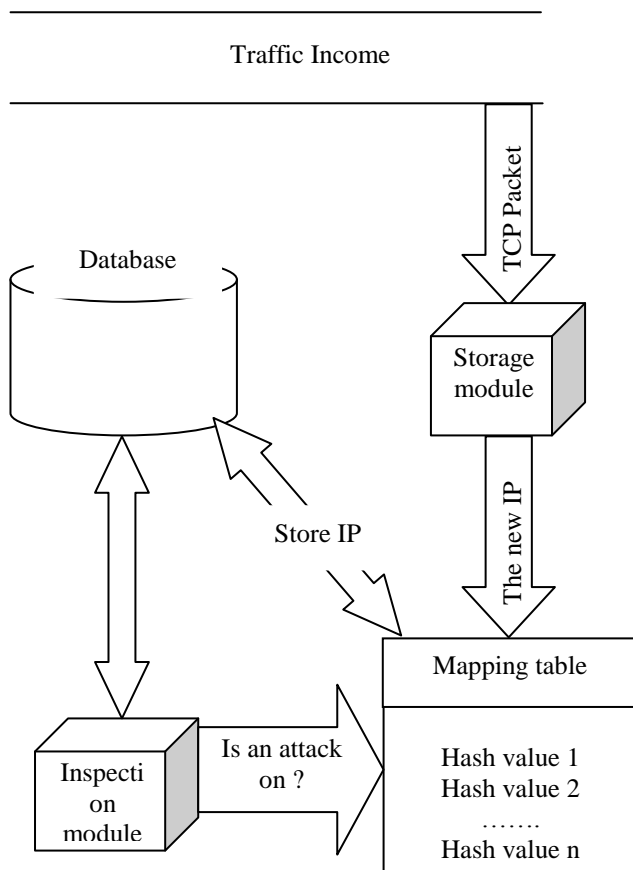 Traffic Income
TCP Packet
Database
Storage
module
Store IP
The new IP
Mapping table
Is an attack
on ?
Inspecti
on
module
Hash value 1
Hash value 2
…….
Hash value n